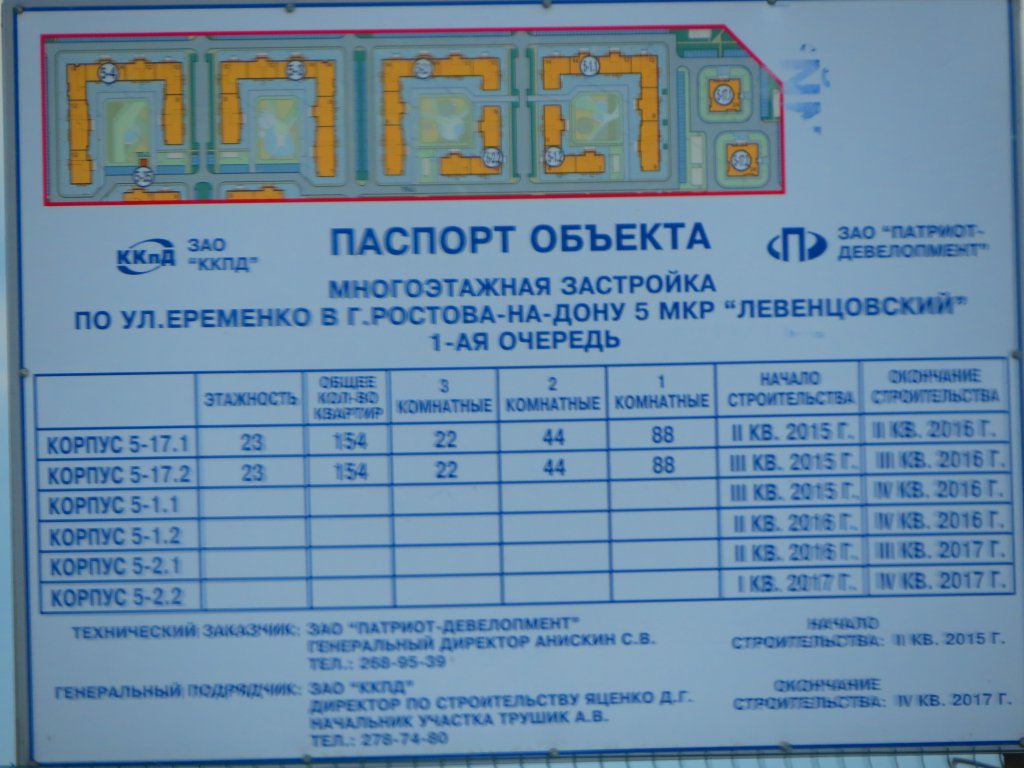 5-4
5-3
ККПД
ЗАО
"ККПД"
ПАСПОРТ ОБЪЕКТА
П
ЗАО "ПАТРИОТ-
ДЕВЕЛОПМЕНТ"
МНОГОЭТАЖНАЯ ЗАСТРОЙКА
ПО УЛ.ЕРЕМЕНКО В Г.РОСТОВА-НА-ДОНУ 5 МКР "ЛЕВЕНЦОВСКИЙ"
1-АЯ ОЧЕРЕДЬ
ЭТАЖНОСТЬ ОБЩЕЕ КОЛ-ВО КВАРТИР 3 КОМНАТНЫЕ 2 КОМНАТНЫЕ 1 КОМНАТНЫЕ НАЧАЛО СТРОИТЕЛЬСТВА ОКОНЧАНИЕ СТРОИТЕЛЬСТВА
КОРПУС 5-17.1 23 154 22 44 88 II КВ. 2015 Г. II КВ. 2016 Г.
КОРПУС 5-17.2 23 154 22 44 88 III КВ. 2015 Г. III КВ. 2016 Г.
КОРПУС 5-1.1 III КВ. 2015 Г. IV КВ. 2016 Г.
КОРПУС 5-1.2 II КВ. 2016 Г. IV КВ. 2016 Г.
КОРПУС 5-2.1 II КВ. 2016 Г. III КВ. 2017 Г.
КОРПУС 5-2.2 I КВ. 2017 Г. IV КВ. 2017 Г.
ТЕХНИЧЕСКИЙ ЗАКАЗЧИК: ЗАО "ПАТРИОТ-ДЕВЕЛОПМЕНТ"
ГЕНЕРАЛЬНЫЙ ДИРЕКТОР АНИСКИН С.В.
ТЕЛ.: 268-95-39
НАЧАЛО
СТРОИТЕЛЬСТВА: II КВ. 2015 Г.
ГЕНЕРАЛЬНЫЙ ПОДРЯДЧИК: ЗАО "ККПД"
ДИРЕКТОР ПО СТРОИТЕЛЬСТВУ ЯЦЕНКО Д.Г.
НАЧАЛЬНИК УЧАСТКА ТРУШИК А.В.
ТЕЛ.: 278-74-80
ОКОНЧАНИЕ
СТРОИТЕЛЬСТВА: IV КВ. 2017 Г.